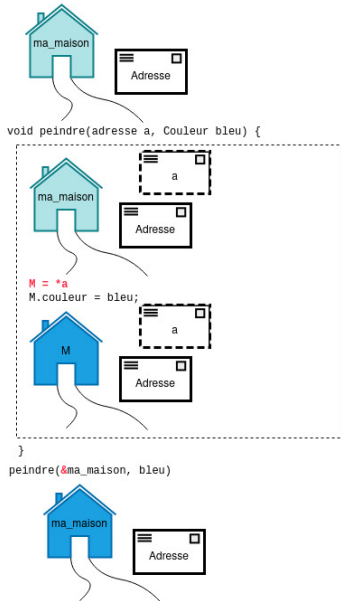 ma_maison
Adresse
void peindre(adresse a, Couleur bleu) {
a
ma_maison
Adresse
M = *a
M.couleur = bleu;
a
M
Adresse
}
peindre(&ma_maison, bleu)
ma_maison
Adresse